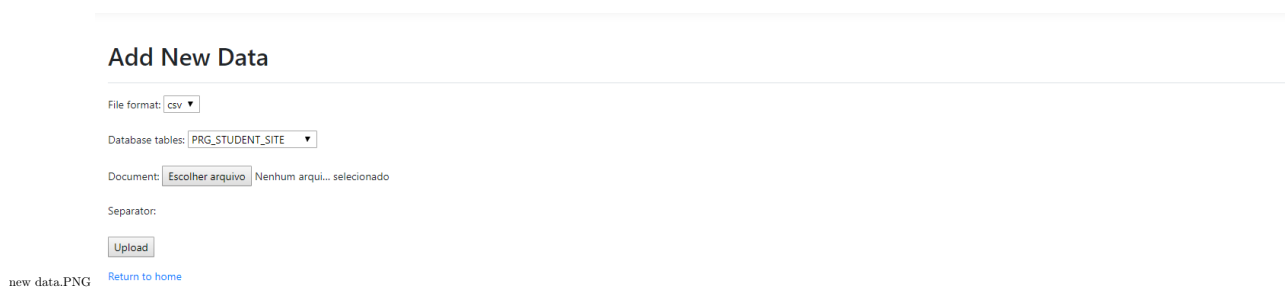 Add New Data
File format: csv
Database tables: PRG_STUDENT_SITE
Document: Escolher arquivo Nenhum arqui... selecionado
Separator:
Upload
Return to home
new data.PNG